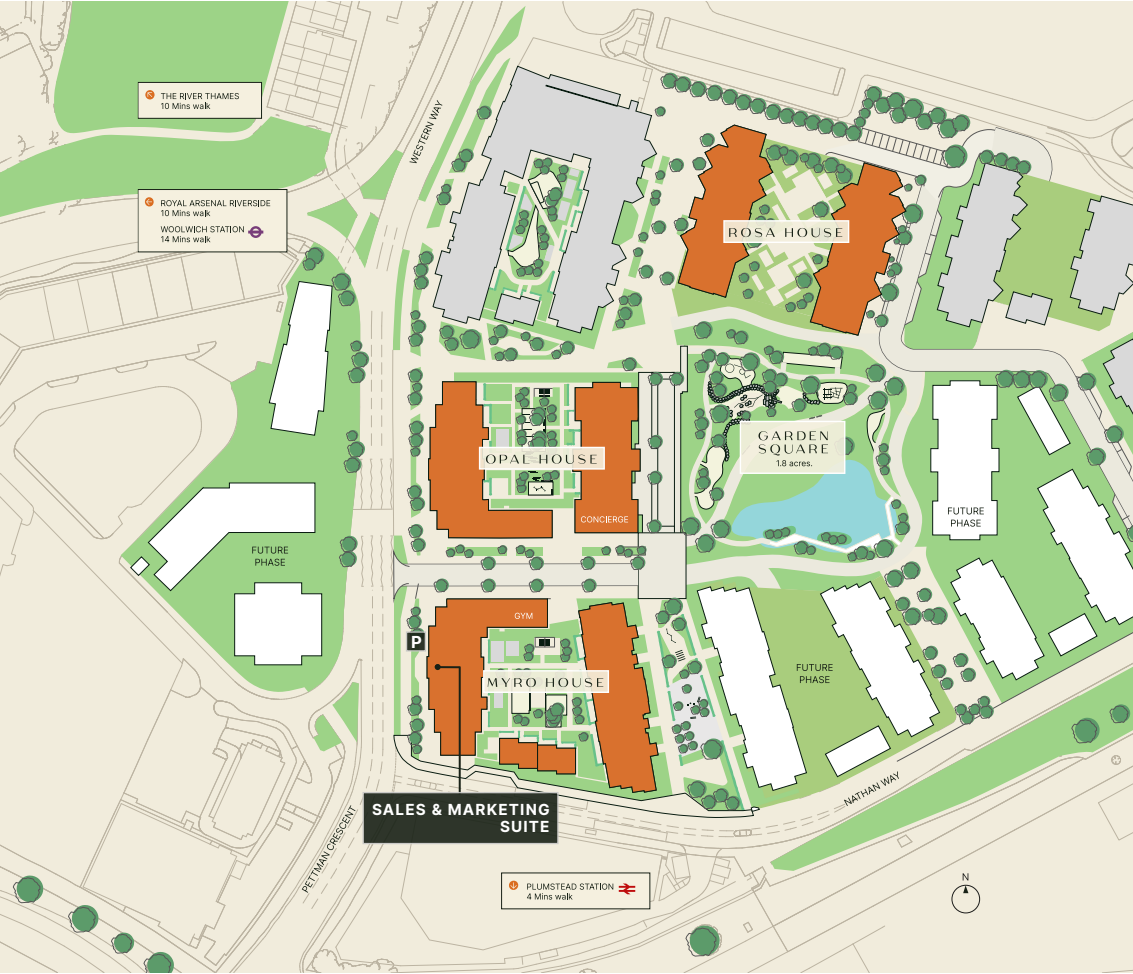 THE RIVER THAMES
10 Mins walk
WESTERN WAY
ROYAL ARSENAL RIVERSIDE
10 Mins walk
WOOLWICH STATION
14 Mins walk
ROSA HOUSE
GARDEN
SQUARE
1.8 acres.
OPAL HOUSE
CONCIERGE
FUTURE
PHASE
FUTURE
PHASE
GYM
P
MYRO HOUSE
FUTURE
PHASE
SALES & MARKETING
SUITE
NATHAN WAY
PETTMAN CRESCENT
PLUMSTEAD STATION
4 Mins walk
N